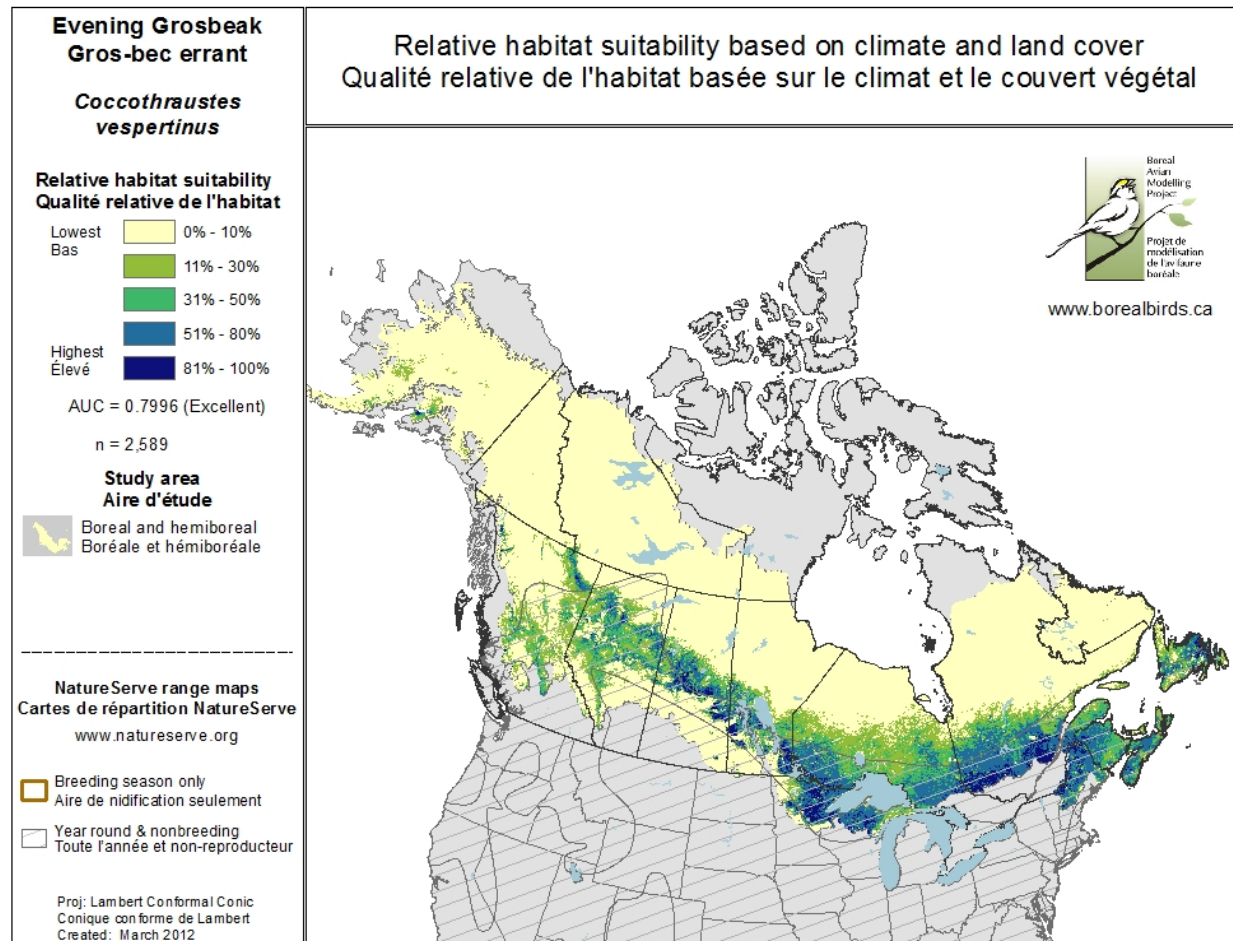 Evening Grosbeak
Gros-bec errant
Coccothraustes
vespertinus
Relative habitat suitability
Qualité relative de l'habitat
Lowest
Bas
0% - 10%
11% - 30%
31% - 50%
51% - 80%
Highest
Élevé
81% - 100%
AUC = 0.7996 (Excellent)
n = 2,589
Study area
Aire d'étude
Boreal and hemiboreal
Boréale et hémiboréale
NatureServe range maps
Cartes de répartition NatureServe
www.natureserve.org
Breeding season only
Aire de nidification seulement
Year round & nonbreeding
Toute l'année et non-reproducteur
Proj: Lambert Conformal Conic
Conique conforme de Lambert
Created: March 2012
Relative habitat suitability based on climate and land cover
Qualité relative de l'habitat basée sur le climat et le couvert végétal
Boreal
Avian
Modelling
Project
Projet de
modélisation
de l'avifaune
boréale
www.borealbirds.ca